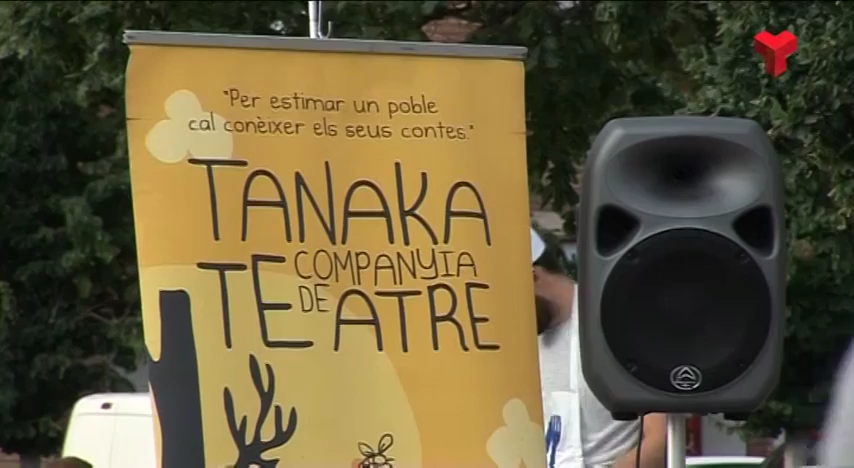 "Per estimar un poble
cal conèixer els seus contes."
TANAKA
TEATRE
COMPANYIA
DE